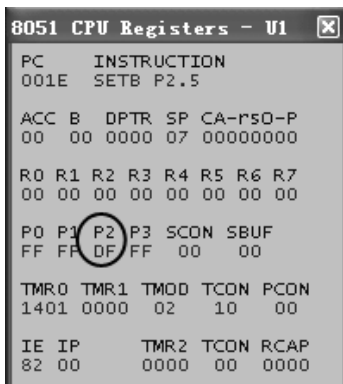 8051 CPU Registers - U1
PC INSTRUCTION
001E SETB P2.5
ACC B DPTR SP CA-rs0-P
00 00 0000 07 00000000
R0 R1 R2 R3 R4 R5 R6 R7
00 00 00 00 00 00 00 00
P0 P1 P2 P3 SCON SBUF
FF FF DF FF 00 00
TMR0 TMR1 TMOD TCON PCON
1401 0000 02 10 00
IE IP TMR2 TCON RCAP
82 00 0000 00 0000